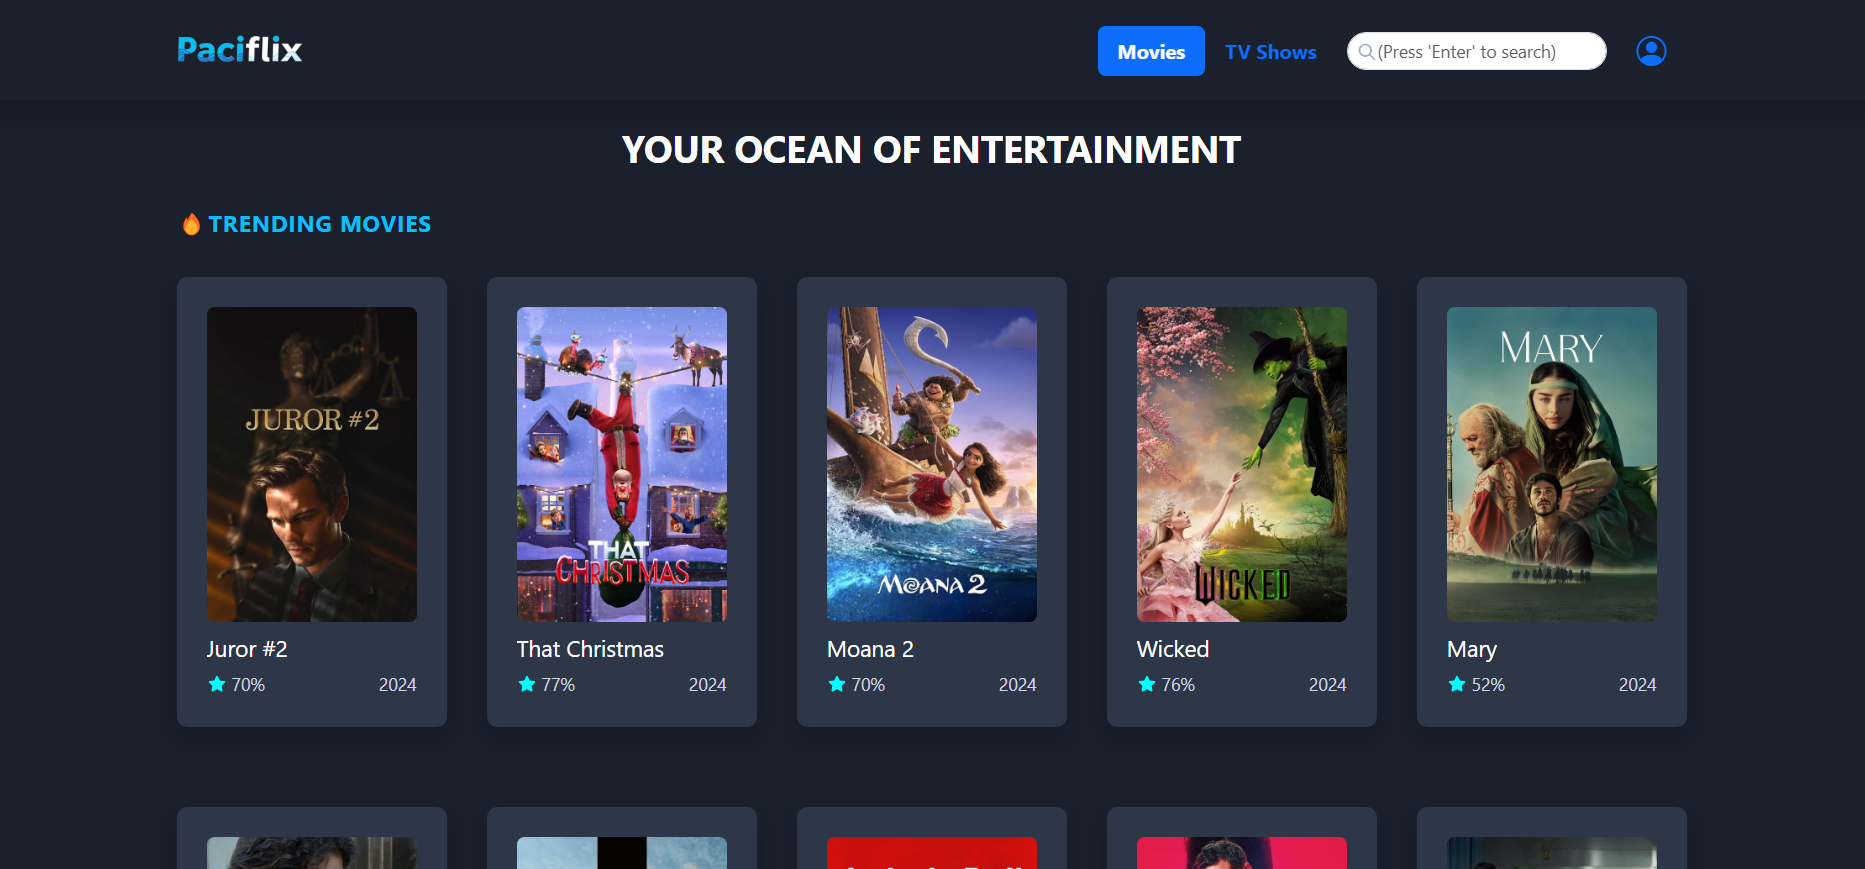 Paciflix
Movies
TV Shows
(Press 'Enter' to search)
YOUR OCEAN OF ENTERTAINMENT
TRENDING MOVIES
JUROR #2
THAT
CHRISTMAS
MOANA 2
WICKED
MARY
Juror #2
70%
2024
That Christmas
77%
2024
Moana 2
70%
2024
Wicked
76%
2024
Mary
52%
2024